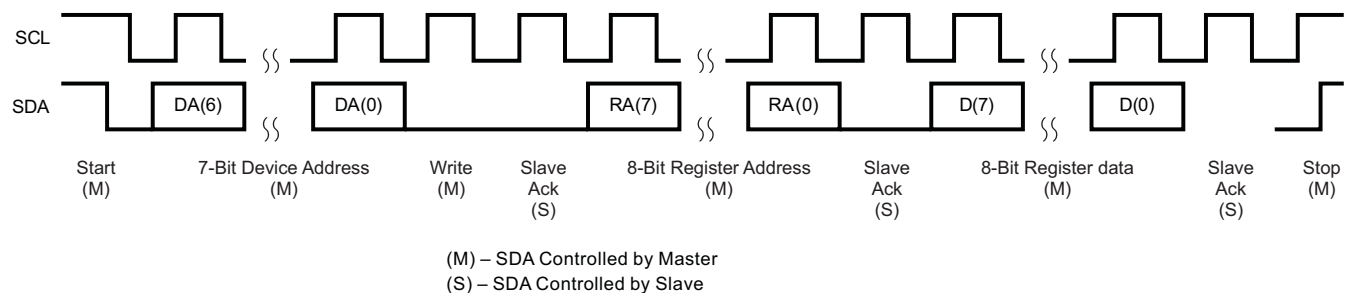 SCL
SDA
DA(6) DA(0) RA(7) RA(0) D(7) D(0)
Start 7-Bit Device Address Write Slave 8-Bit Register Address Slave 8-Bit Register data Slave Stop
(M) (M) (M) Ack (M) Ack (M) Ack (M)
(S) (S) (S)
(M) – SDA Controlled by Master
(S) – SDA Controlled by Slave